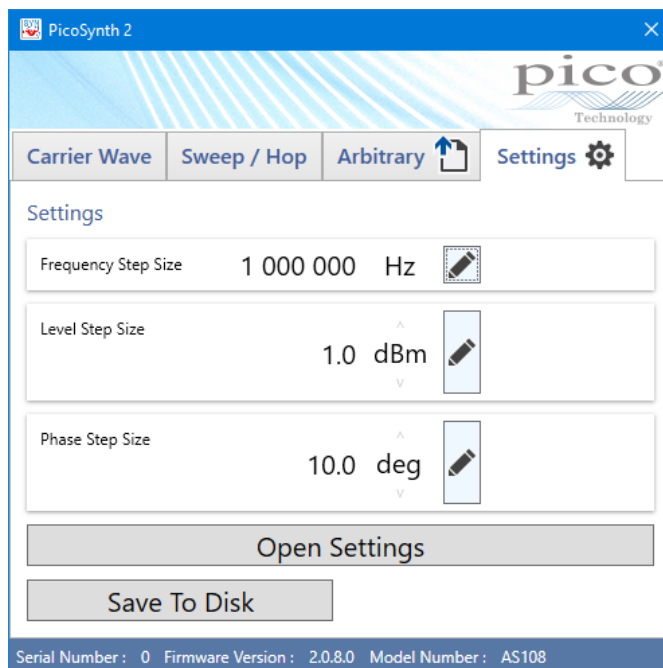 PicoSynth 2
pico
Technology
Carrier Wave Sweep / Hop Arbitrary Settings
Settings
Frequency Step Size 1 000 000 Hz
Level Step Size
1.0 dBm
Phase Step Size
10.0 deg
Open Settings
Save To Disk
Serial Number : 0 Firmware Version : 2.0.8.0 Model Number : AS108